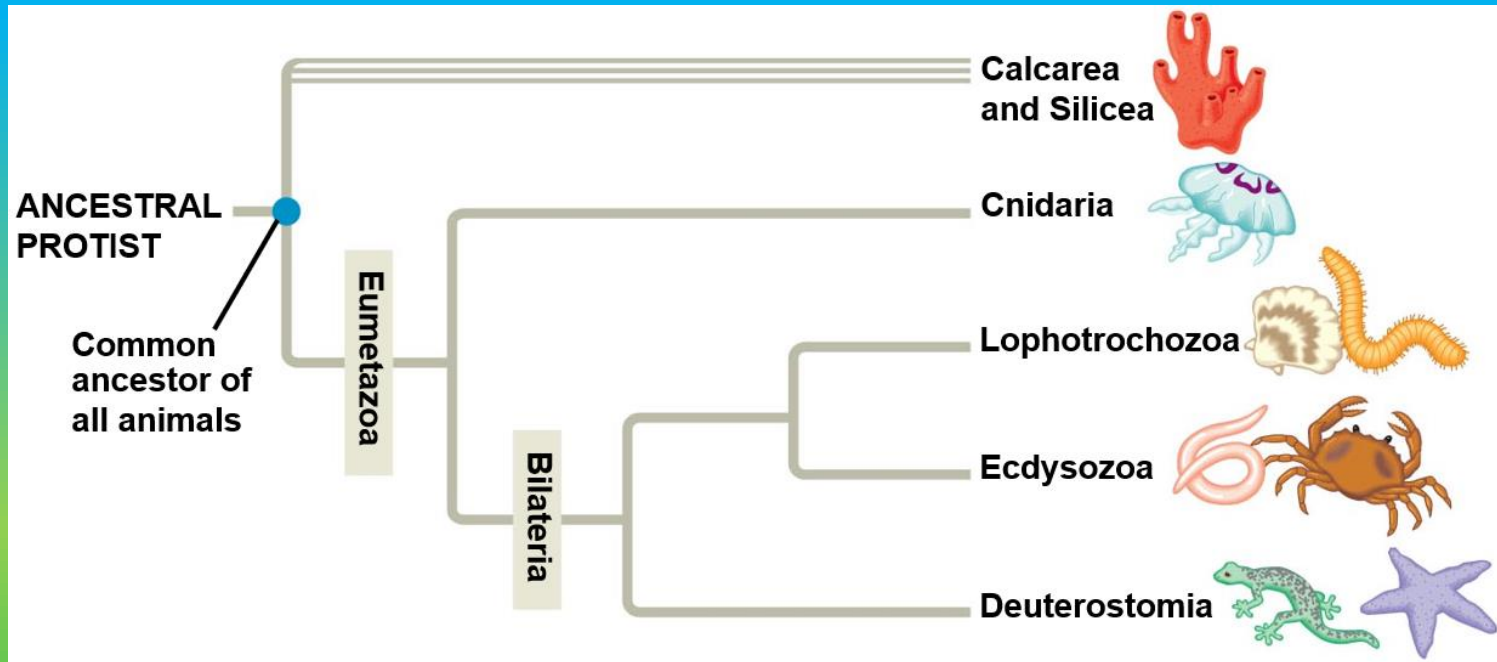 Calcarea
and Silicea
ANCESTRAL
PROTIST
Cnidaria
Eumetazoa
Common
ancestor of
all animals
Lophotrochozoa
Bilateria
Ecdysozoa
Deuterostomia